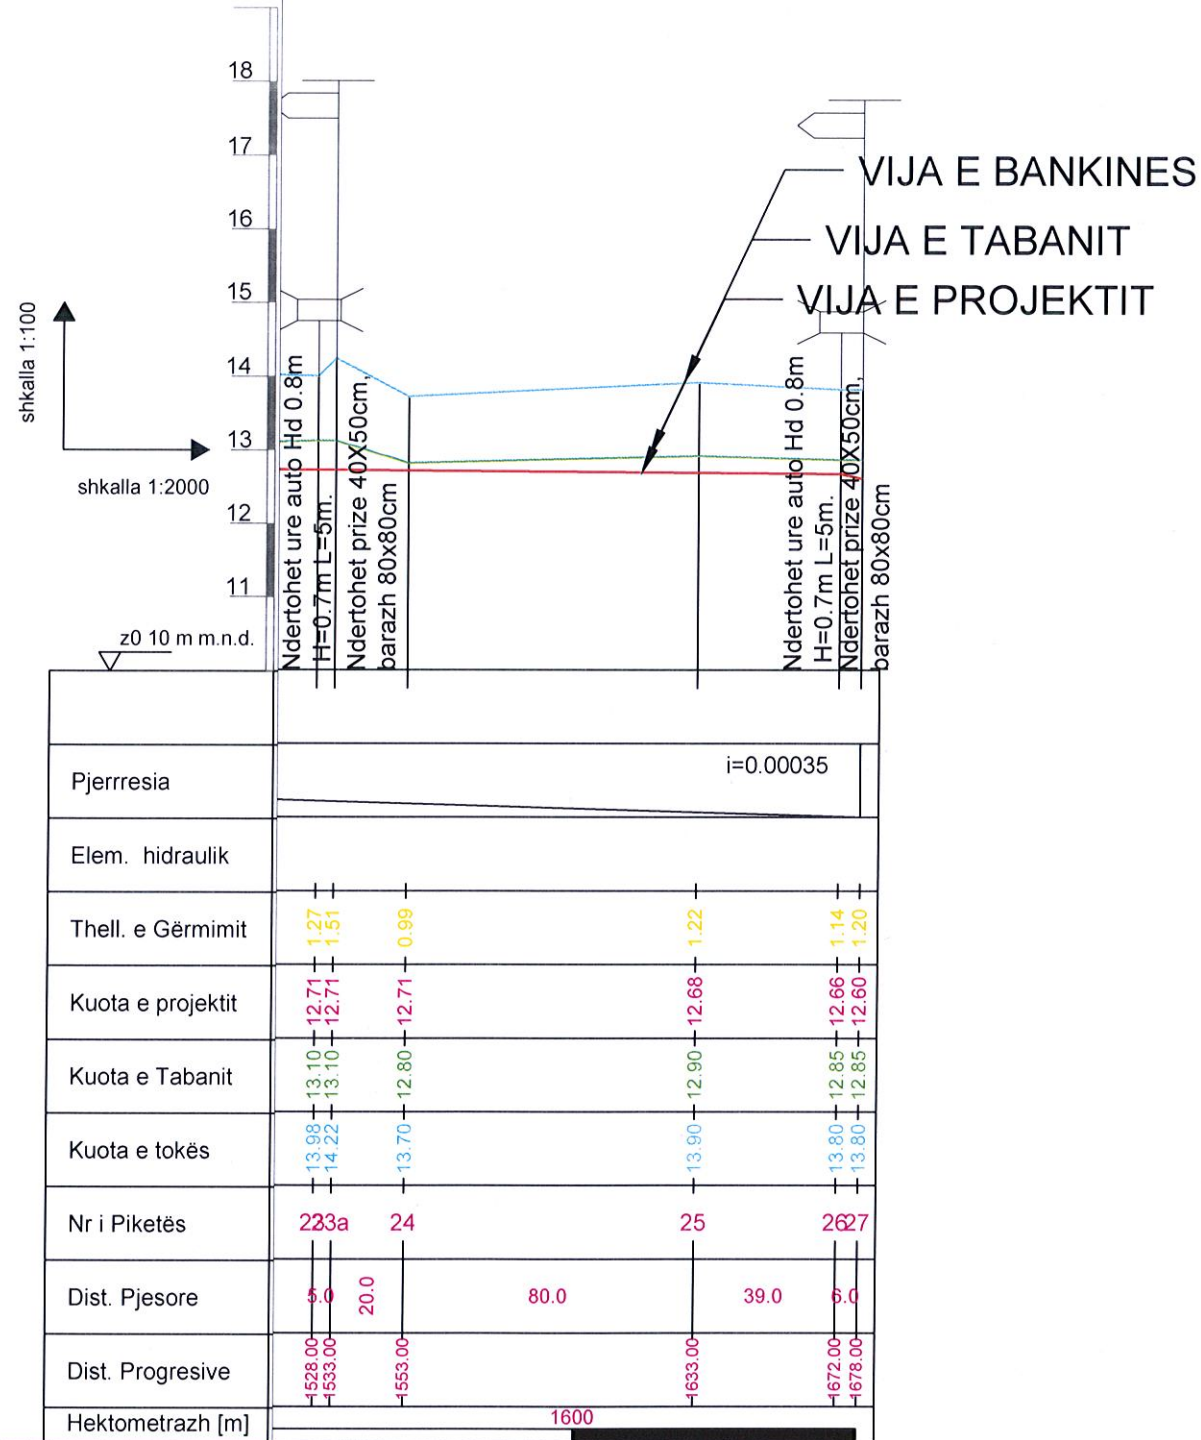 18
17
16
15
14
13
12
11
VIJA E BANKINES
VIJA E TABANIT
VIJA E PROJEKTIT
shkalla 1:100
shkalla 1:2000
z0 10 m m.n.d.
Ndertohet ure auto Hd 0.8m
H=0.7m L=5m.
Ndertohet prize 40X50cm,
barazh 80x80cm
Ndertohet ure auto Hd 0.8m
H=0.7m L=5m.
Ndertohet prize 40X50cm,
barazh 80x80cm
Pjerrresia
i=0.00035
Elem. hidraulik
Thell. e Gërmimit 1.27 1.51 0.99 1.22 1.14 1.20
Kuota e projektit 12.71 12.71 12.71 12.68 12.66 12.60
Kuota e Tabanit 13.10 13.10 12.80 12.90 12.85 12.85
Kuota e tokës 13.98 14.22 13.70 13.90 13.80 13.80
Nr i Piketës 23 23a 24 25 26 27
Dist. Pjesore 5.0 20.0 80.0 39.0 6.0
Dist. Progresive 1528.00 1533.00 1553.00 1633.00 1672.00 1678.00
Hektometrazh [m] 1600